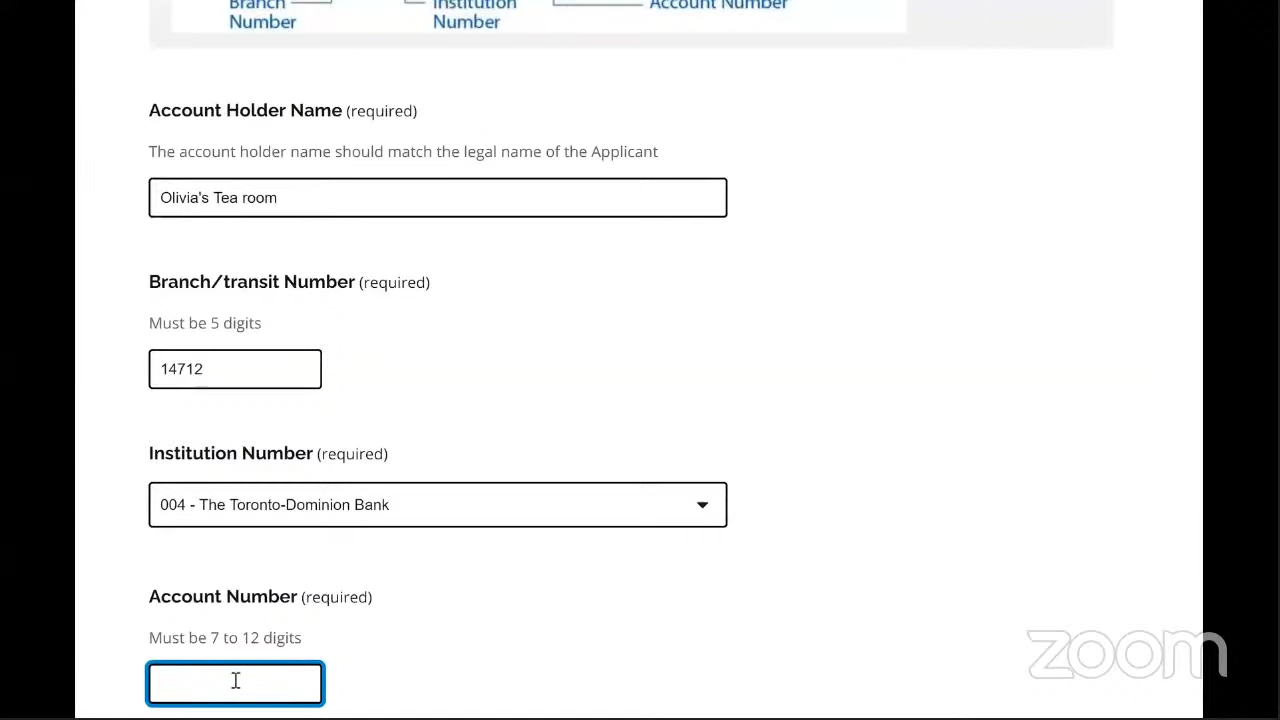 Branch
Number
Institution
Number
Account Number
Account Holder Name (required)
The account holder name should match the legal name of the Applicant
Olivia's Tea room
Branch/transit Number (required)
Must be 5 digits
14712
Institution Number (required)
004 - The Toronto-Dominion Bank
Account Number (required)
Must be 7 to 12 digits
zoom